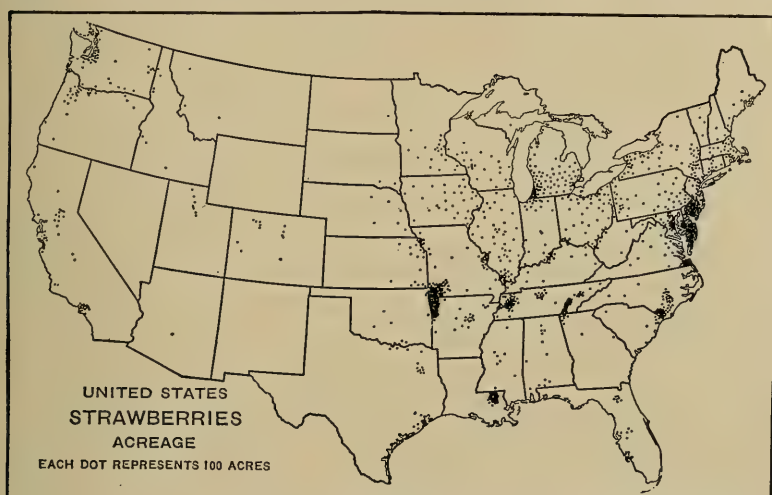 UNITED STATES
STRAWBERRIES
ACREAGE
EACH DOT REPRESENTS 100 ACRES